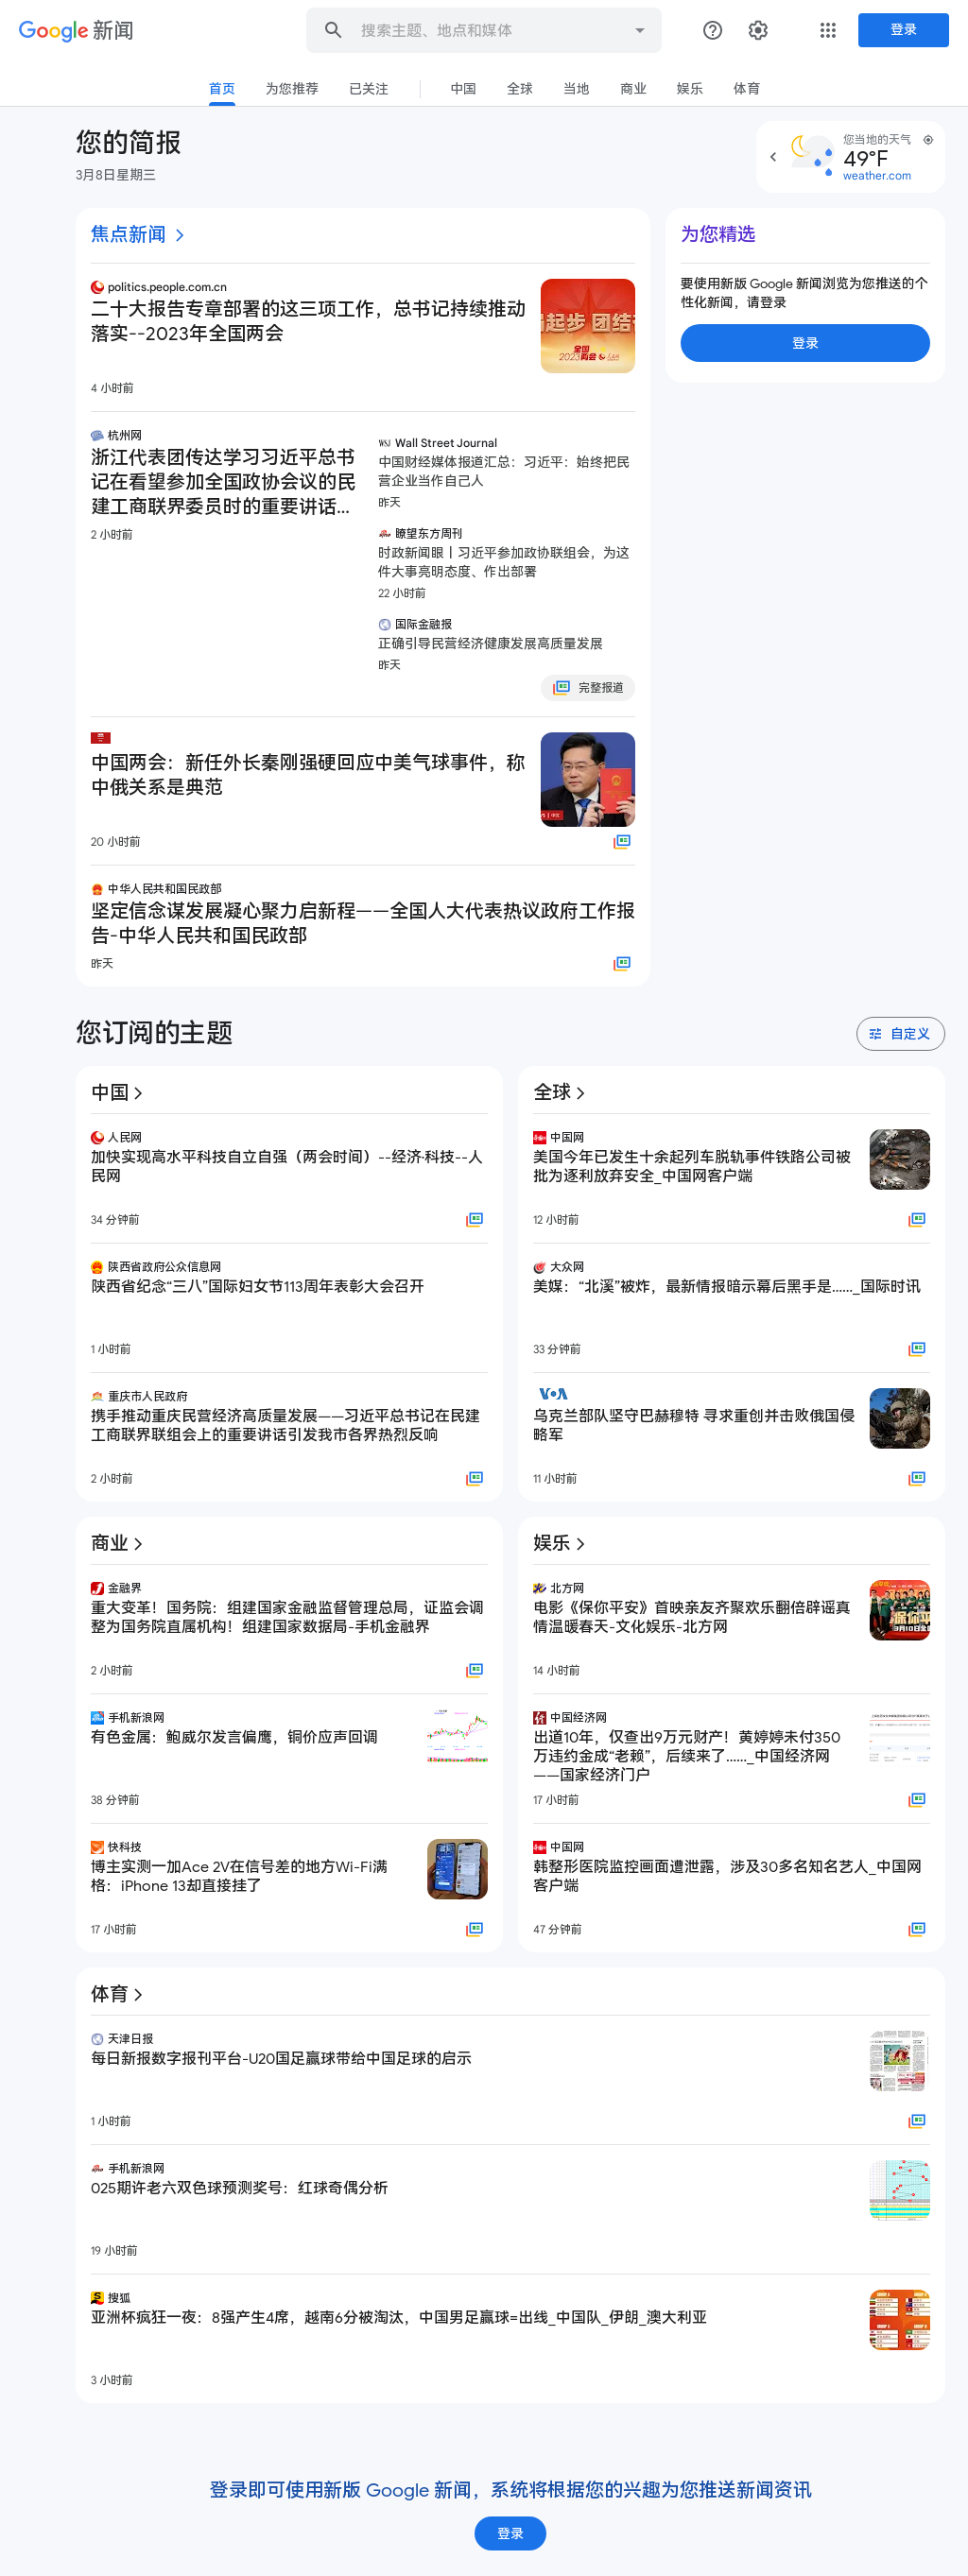 Google 新闻
搜索主题、地点和媒体
登录
首页
为您推荐
已关注
中国
全球
当地
商业
娱乐
体育
您的简报
3月8日星期三
您当地的天气
49°F
weather.com
焦点新闻
politics.people.com.cn
二十大报告专章部署的这三项工作，总书记持续推动
落实--2023年全国两会
4 小时前
杭州网
浙江代表团传达学习习近平总书
记在看望参加全国政协会议的民
建工商联界委员时的重要讲话...
2 小时前
WSJ Wall Street Journal
中国财经媒体报道汇总：习近平：始终把民
营企业当作自己人
昨天
瞭望东方周刊
时政新闻眼丨习近平参加政协联组会，为这
件大事亮明态度、作出部署
22 小时前
国际金融报
正确引导民营经济健康发展高质量发展
昨天
完整报道
中国两会：新任外长秦刚强硬回应中美气球事件，称
中俄关系是典范
20 小时前
中华人民共和国民政部
坚定信念谋发展凝心聚力启新程——全国人大代表热议政府工作报
告-中华人民共和国民政部
昨天
为您精选
要使用新版 Google 新闻浏览为您推送的个
性化新闻，请登录
登录
您订阅的主题
自定义
中国
人民网
加快实现高水平科技自立自强（两会时间）--经济·科技--人
民网
34 分钟前
陕西省政府公众信息网
陕西省纪念“三八”国际妇女节113周年表彰大会召开
1 小时前
重庆市人民政府
携手推动重庆民营经济高质量发展——习近平总书记在民建
工商联界联组会上的重要讲话引发我市各界热烈反响
2 小时前
全球
中国网
美国今年已发生十余起列车脱轨事件铁路公司被
批为逐利放弃安全_中国网客户端
12 小时前
大众网
美媒：“北溪”被炸，最新情报暗示幕后黑手是……_国际时讯
33 分钟前
VOA
乌克兰部队坚守巴赫穆特 寻求重创并击败俄国侵
略军
11 小时前
商业
金融界
重大变革！国务院：组建国家金融监督管理总局，证监会调
整为国务院直属机构！组建国家数据局-手机金融界
2 小时前
手机新浪网
有色金属：鲍威尔发言偏鹰，铜价应声回调
38 分钟前
快科技
博主实测一加Ace 2V在信号差的地方Wi-Fi满
格：iPhone 13却直接挂了
17 小时前
娱乐
北方网
电影《保你平安》首映亲友齐聚欢乐翻倍辟谣真
情温暖春天-文化娱乐-北方网
14 小时前
中国经济网
出道10年，仅查出9万元财产！黄婷婷未付350
万违约金成“老赖”，后续来了……_中国经济网
——国家经济门户
17 小时前
中国网
韩整形医院监控画面遭泄露，涉及30多名知名艺人_中国网
客户端
47 分钟前
体育
天津日报
每日新报数字报刊平台-U20国足赢球带给中国足球的启示
1 小时前
手机新浪网
025期许老六双色球预测奖号：红球奇偶分析
19 小时前
搜狐
亚洲杯疯狂一夜：8强产生4席，越南6分被淘汰，中国男足赢球=出线_中国队_伊朗_澳大利亚
3 小时前
登录即可使用新版 Google 新闻，系统将根据您的兴趣为您推送新闻资讯
登录